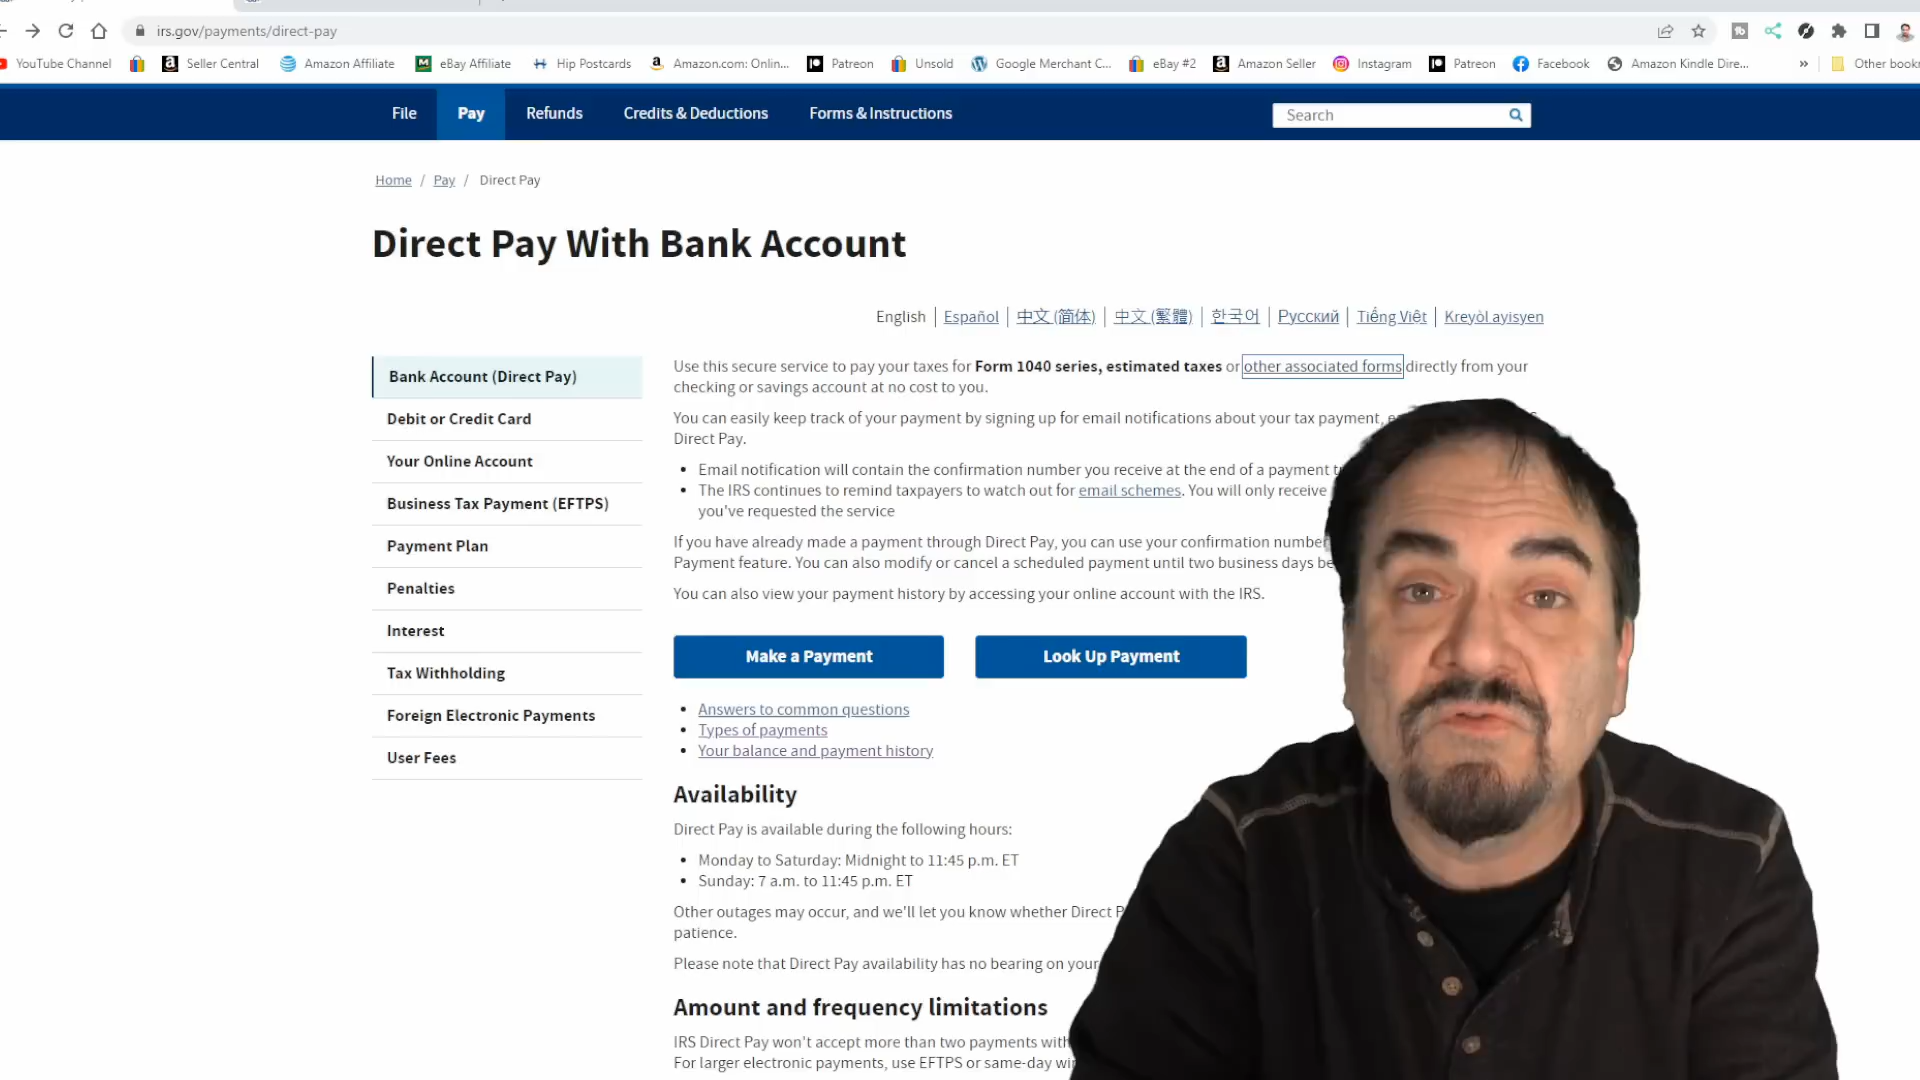 irs.gov/payments/direct-pay
YouTube Channel Seller Central Amazon Affiliate eBay Affiliate Hip Postcards Amazon.com: Onlin... Patreon Unsold Google Merchant C... eBay #2 Amazon Seller Instagram Patreon Facebook Amazon Kindle Dire... » Other book
File Pay Refunds Credits & Deductions Forms & Instructions Search
Home / Pay / Direct Pay
Direct Pay With Bank Account
English Español 中文 (简体) 中文 (繁體) 한국어 Русский Tiếng Việt Kreyòl ayisyen
Bank Account (Direct Pay)
Debit or Credit Card
Your Online Account
Business Tax Payment (EFTPS)
Payment Plan
Penalties
Interest
Tax Withholding
Foreign Electronic Payments
User Fees
Use this secure service to pay your taxes for Form 1040 series, estimated taxes or other associated forms directly from your
checking or savings account at no cost to you.
You can easily keep track of your payment by signing up for email notifications about your tax payment,
Direct Pay.
• Email notification will contain the confirmation number you receive at the end of a payment
• The IRS continues to remind taxpayers to watch out for email schemes. You will only receive
you've requested the service
If you have already made a payment through Direct Pay, you can use your confirmation number
Payment feature. You can also modify or cancel a scheduled payment until two business days
You can also view your payment history by accessing your online account with the IRS.
Make a Payment Look Up Payment
• Answers to common questions
• Types of payments
• Your balance and payment history
Availability
Direct Pay is available during the following hours:
• Monday to Saturday: Midnight to 11:45 p.m. ET
• Sunday: 7 a.m. to 11:45 p.m. ET
Other outages may occur, and we'll let you know whether Direct
patience.
Please note that Direct Pay availability has no bearing on your
Amount and frequency limitations
IRS Direct Pay won't accept more than two payments
For larger electronic payments, use EFTPS or same-day